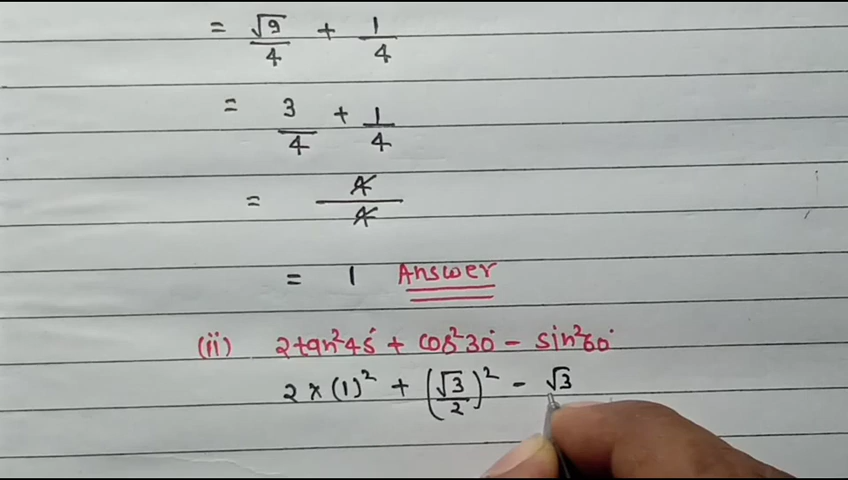 = √9/4 + 1/4
= 3/4 + 1/4
= 4/4
= 1 Answer
(ii) 2tan²45° + cos²30° - sin²60°
2 × (1)² + (√3/2)² - √3